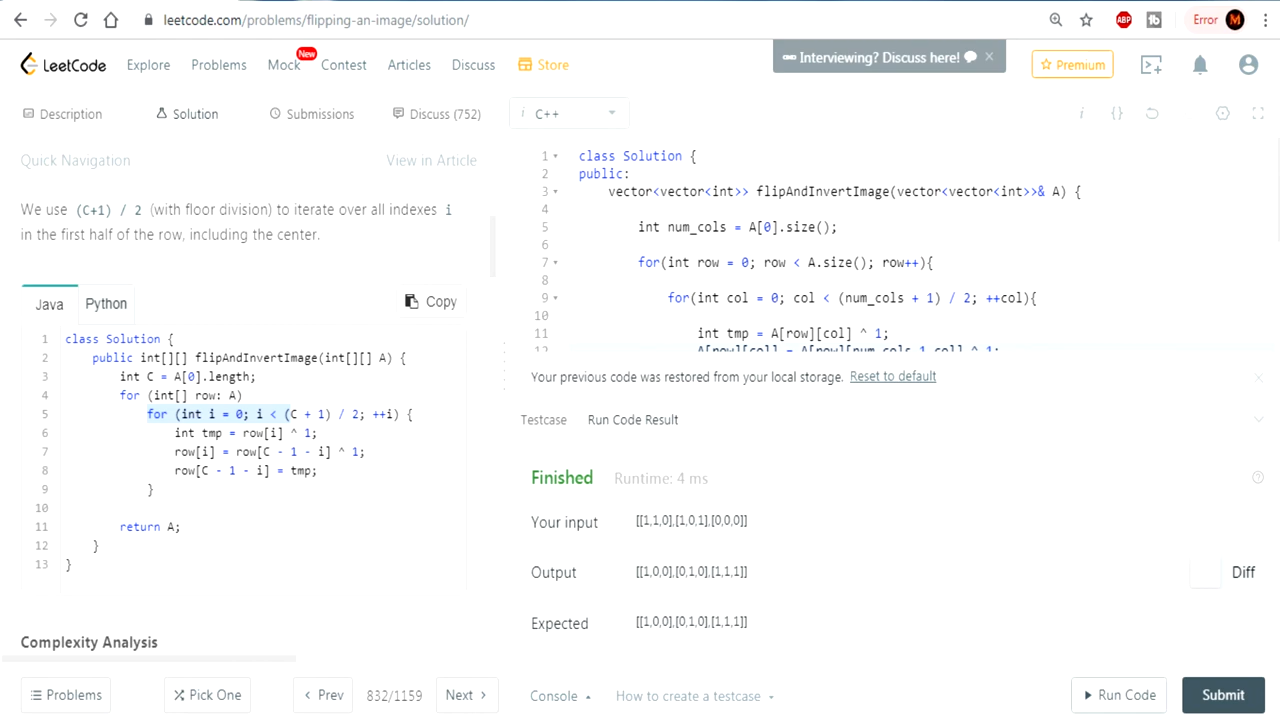 leetcode.com/problems/flipping-an-image/solution/
ABP
Error
M
LeetCode
Explore
Problems
Mock
New
Contest
Articles
Discuss
Store
Interviewing? Discuss here!
Premium
Description
Solution
Submissions
Discuss (752)
i C++
Quick Navigation
View in Article
We use (C+1) / 2 (with floor division) to iterate over all indexes i
in the first half of the row, including the center.
Java
Python
Copy
1 class Solution {
2 public int[][] flipAndInvertImage(int[][] A) {
3 int C = A[0].length;
4 for (int[] row: A)
5 for (int i = 0; i < (C + 1) / 2; ++i) {
6 int tmp = row[i] ^ 1;
7 row[i] = row[C - 1 - i] ^ 1;
8 row[C - 1 - i] = tmp;
9 }
10
11 return A;
12 }
13 }
Complexity Analysis
1 class Solution {
2 public:
3 vector<vector<int>> flipAndInvertImage(vector<vector<int>>& A) {
4
5 int num_cols = A[0].size();
6
7 for(int row = 0; row < A.size(); row++){
8
9 for(int col = 0; col < (num_cols + 1) / 2; ++col){
10
11 int tmp = A[row][col] ^ 1;
12 A[row][col] = A[row][num_cols-1-col] ^ 1;
Your previous code was restored from your local storage. Reset to default
Testcase
Run Code Result
Finished
Runtime: 4 ms
Your input
[[1,1,0],[1,0,1],[0,0,0]]
Output
[[1,0,0],[0,1,0],[1,1,1]]
Diff
Expected
[[1,0,0],[0,1,0],[1,1,1]]
Problems
Pick One
Prev
832/1159
Next
Console
How to create a testcase
Run Code
Submit